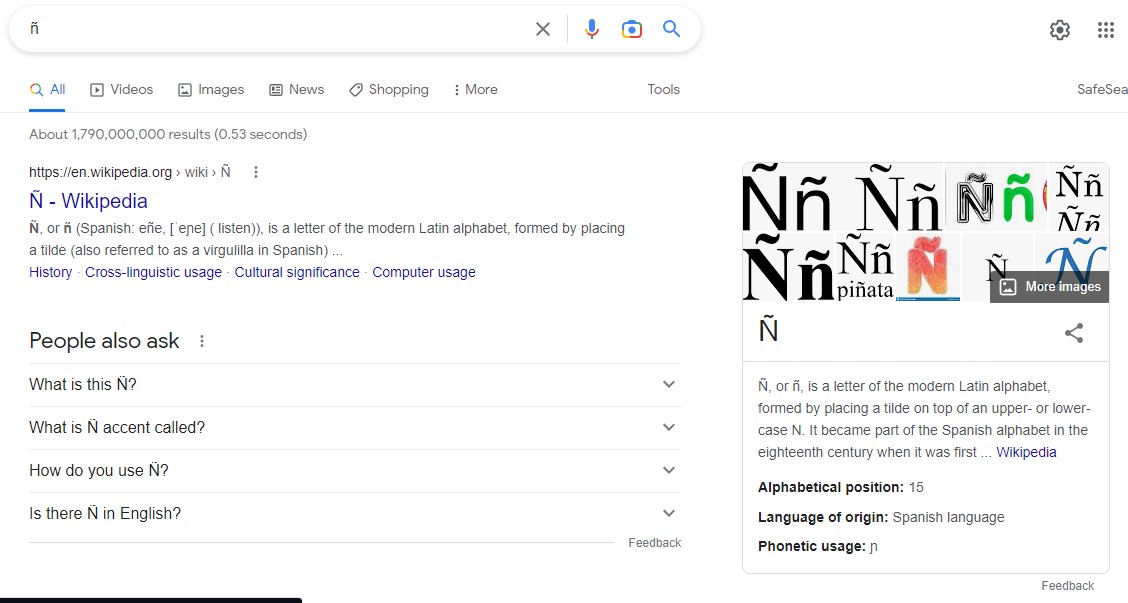 ñ
All Videos Images News Shopping More Tools SafeSea
About 1,790,000,000 results (0.53 seconds)
https://en.wikipedia.org › wiki › Ñ
Ñ - Wikipedia
Ñ, or ñ (Spanish: eñe, [ˈeɲe] ( listen)), is a letter of the modern Latin alphabet, formed by placing
a tilde (also referred to as a virgulilla in Spanish) ...
History · Cross-linguistic usage · Cultural significance · Computer usage
People also ask
What is this Ñ?
What is Ñ accent called?
How do you use Ñ?
Is there Ñ in English?
Feedback
Ññ Ññ Ññ Ññ
Ññ
Ññ Ññ Ñ Ñ Ñ
piñata
More images
Ñ
Ñ, or ñ, is a letter of the modern Latin alphabet,
formed by placing a tilde on top of an upper- or lower-
case N. It became part of the Spanish alphabet in the
eighteenth century when it was first ... Wikipedia
Alphabetical position: 15
Language of origin: Spanish language
Phonetic usage: ɲ
Feedback